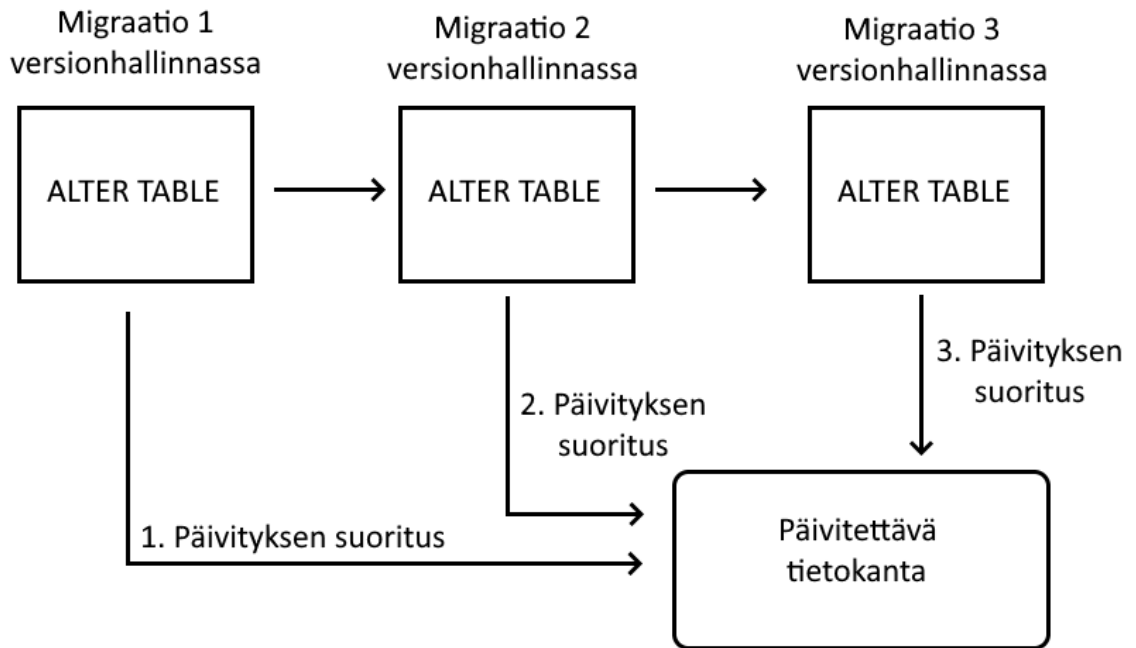 Migraatio 1
versionhallinnassa
Migraatio 2
versionhallinnassa
Migraatio 3
versionhallinnassa
ALTER TABLE
ALTER TABLE
ALTER TABLE
3. Päivityksen
suoritus
2. Päivityksen
suoritus
1. Päivityksen suoritus
Päivitettävä
tietokanta